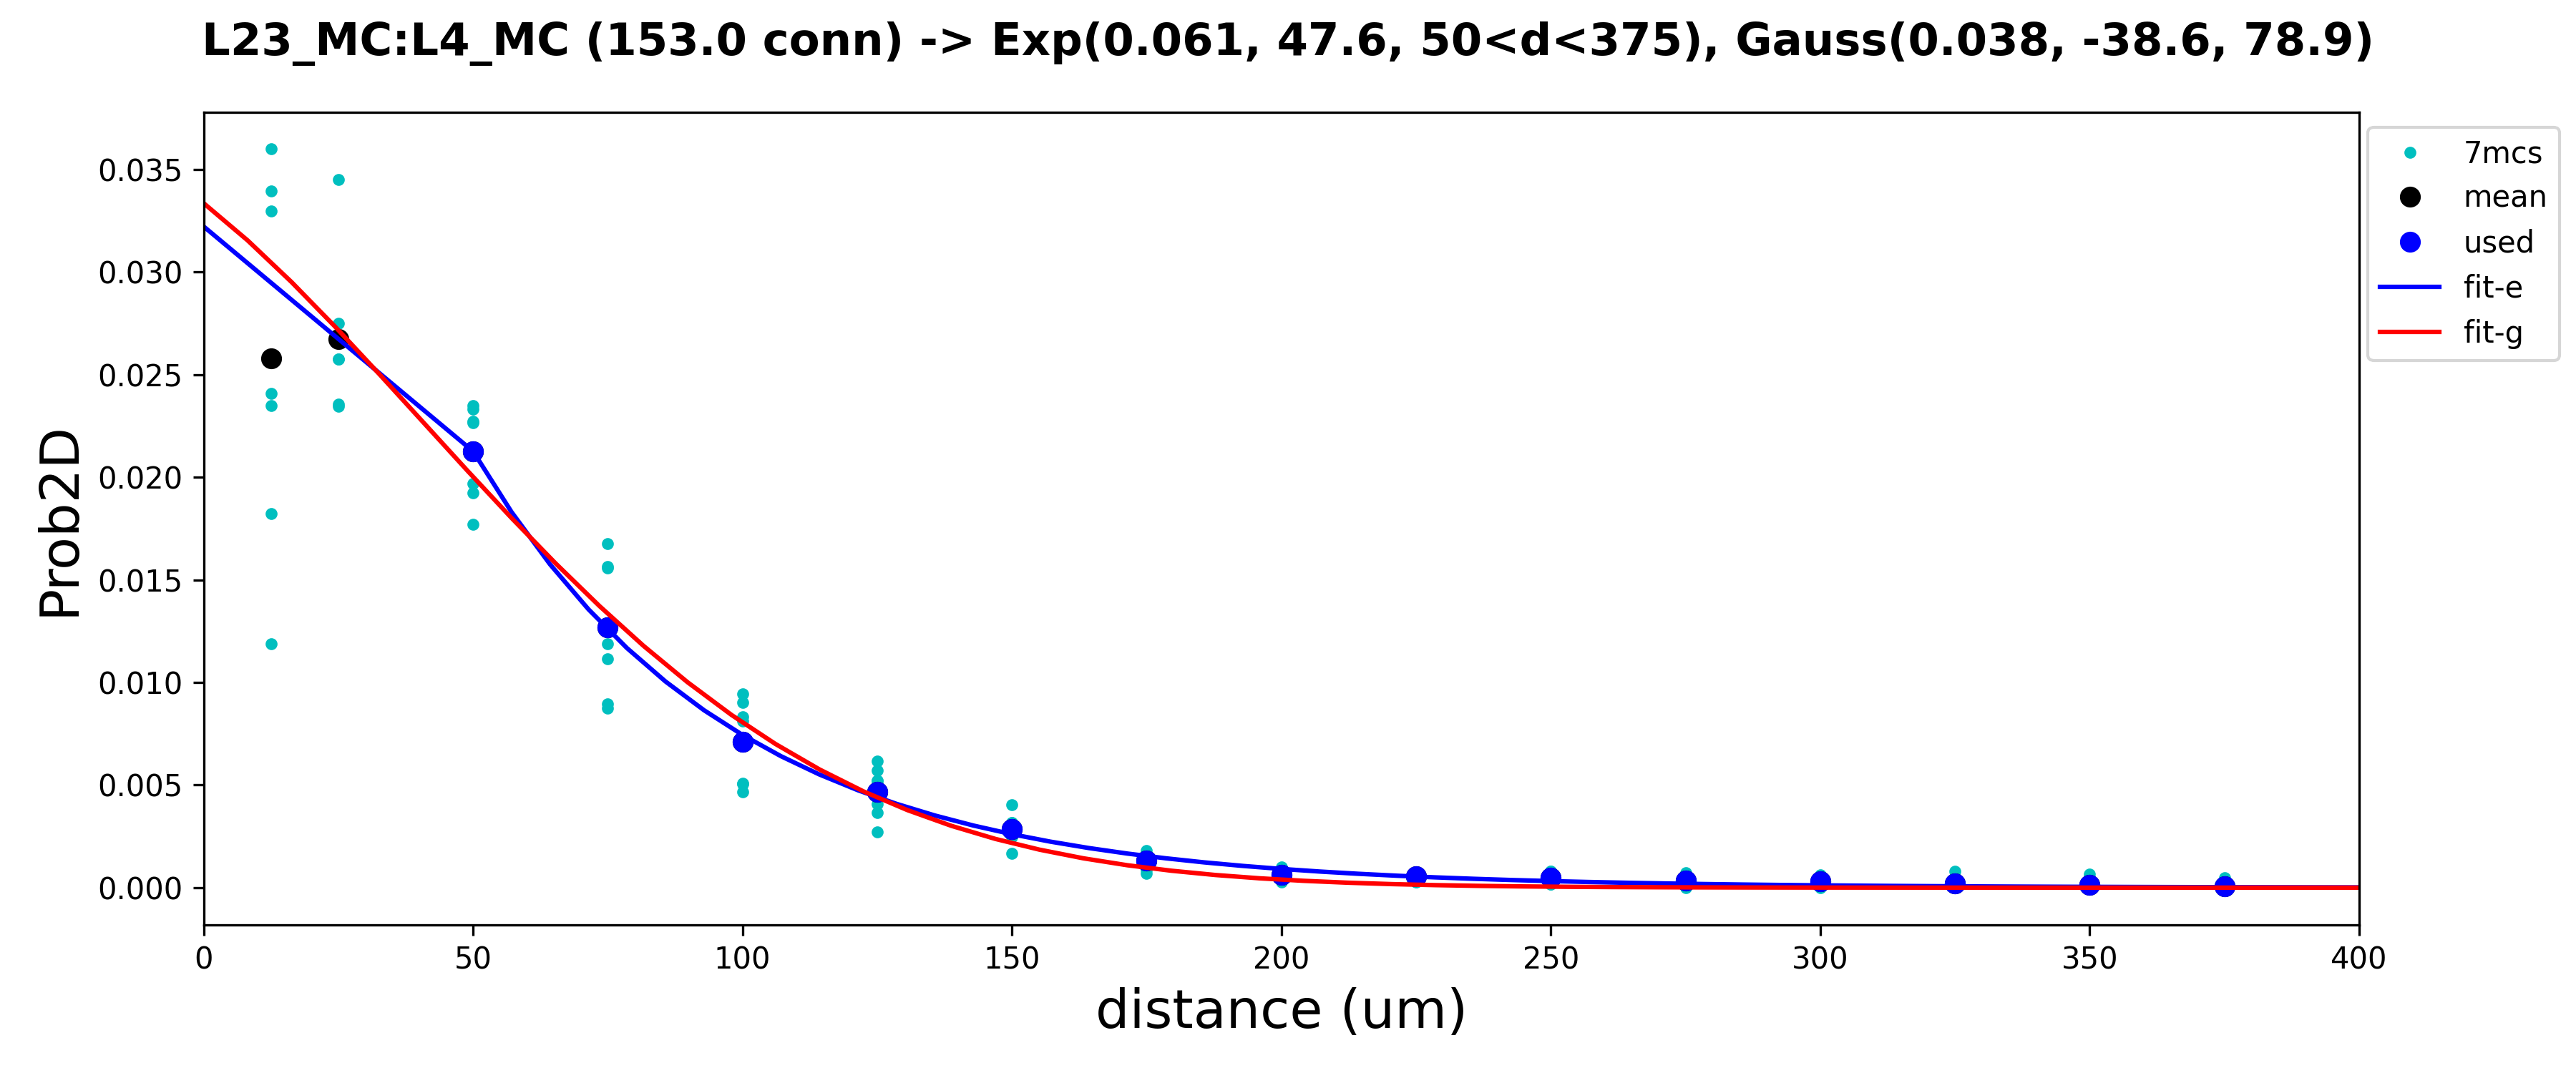 L23_MC:L4_MC (153.0 conn) -> Exp(0.061, 47.6, 50<d<375), Gauss(0.038, -38.6, 78.9)
7mcs
mean
used
fit-e
fit-g
Prob2D
0.035
0.030
0.025
0.020
0.015
0.010
0.005
0.000
0 50 100 150 200 250 300 350 400
distance (um)